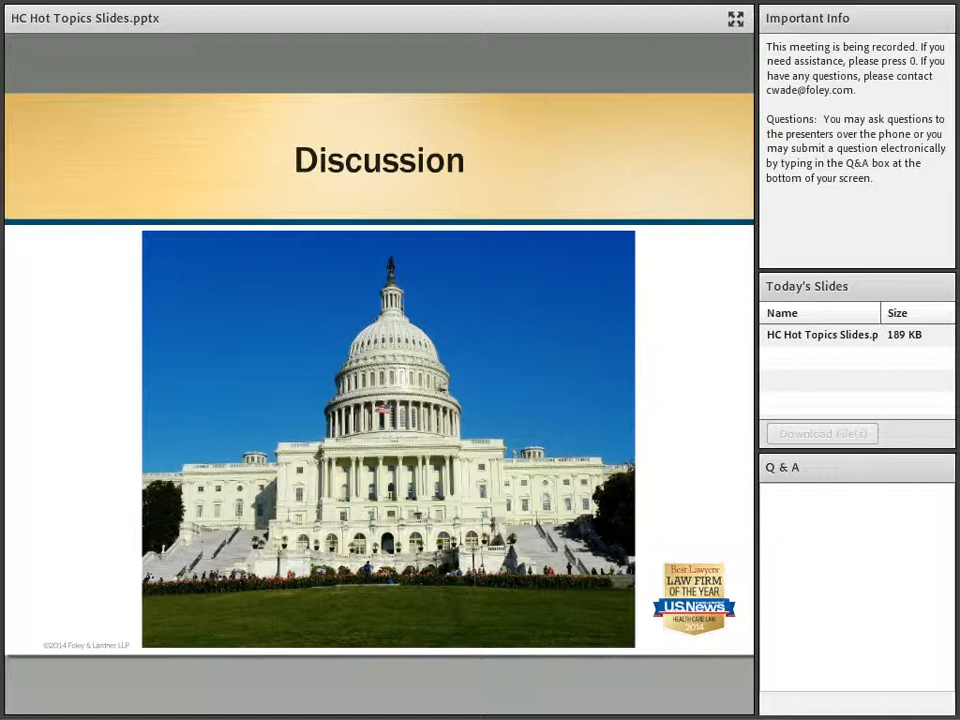 HC Hot Topics Slides.pptx
Discussion
©2014 Foley & Lardner LLP
Best Lawyers
LAW FIRM
OF THE YEAR
USNews
HEALTH CARE LAW
2014
Important Info
This meeting is being recorded. If you
need assistance, please press 0. If you
have any questions, please contact
cwade@foley.com.
Questions: You may ask questions to
the presenters over the phone or you
may submit a question electronically
by typing in the Q&A box at the
bottom of your screen.
Today's Slides
Name Size
HC Hot Topics Slides.p 189 KB
Download File(s)
Q & A